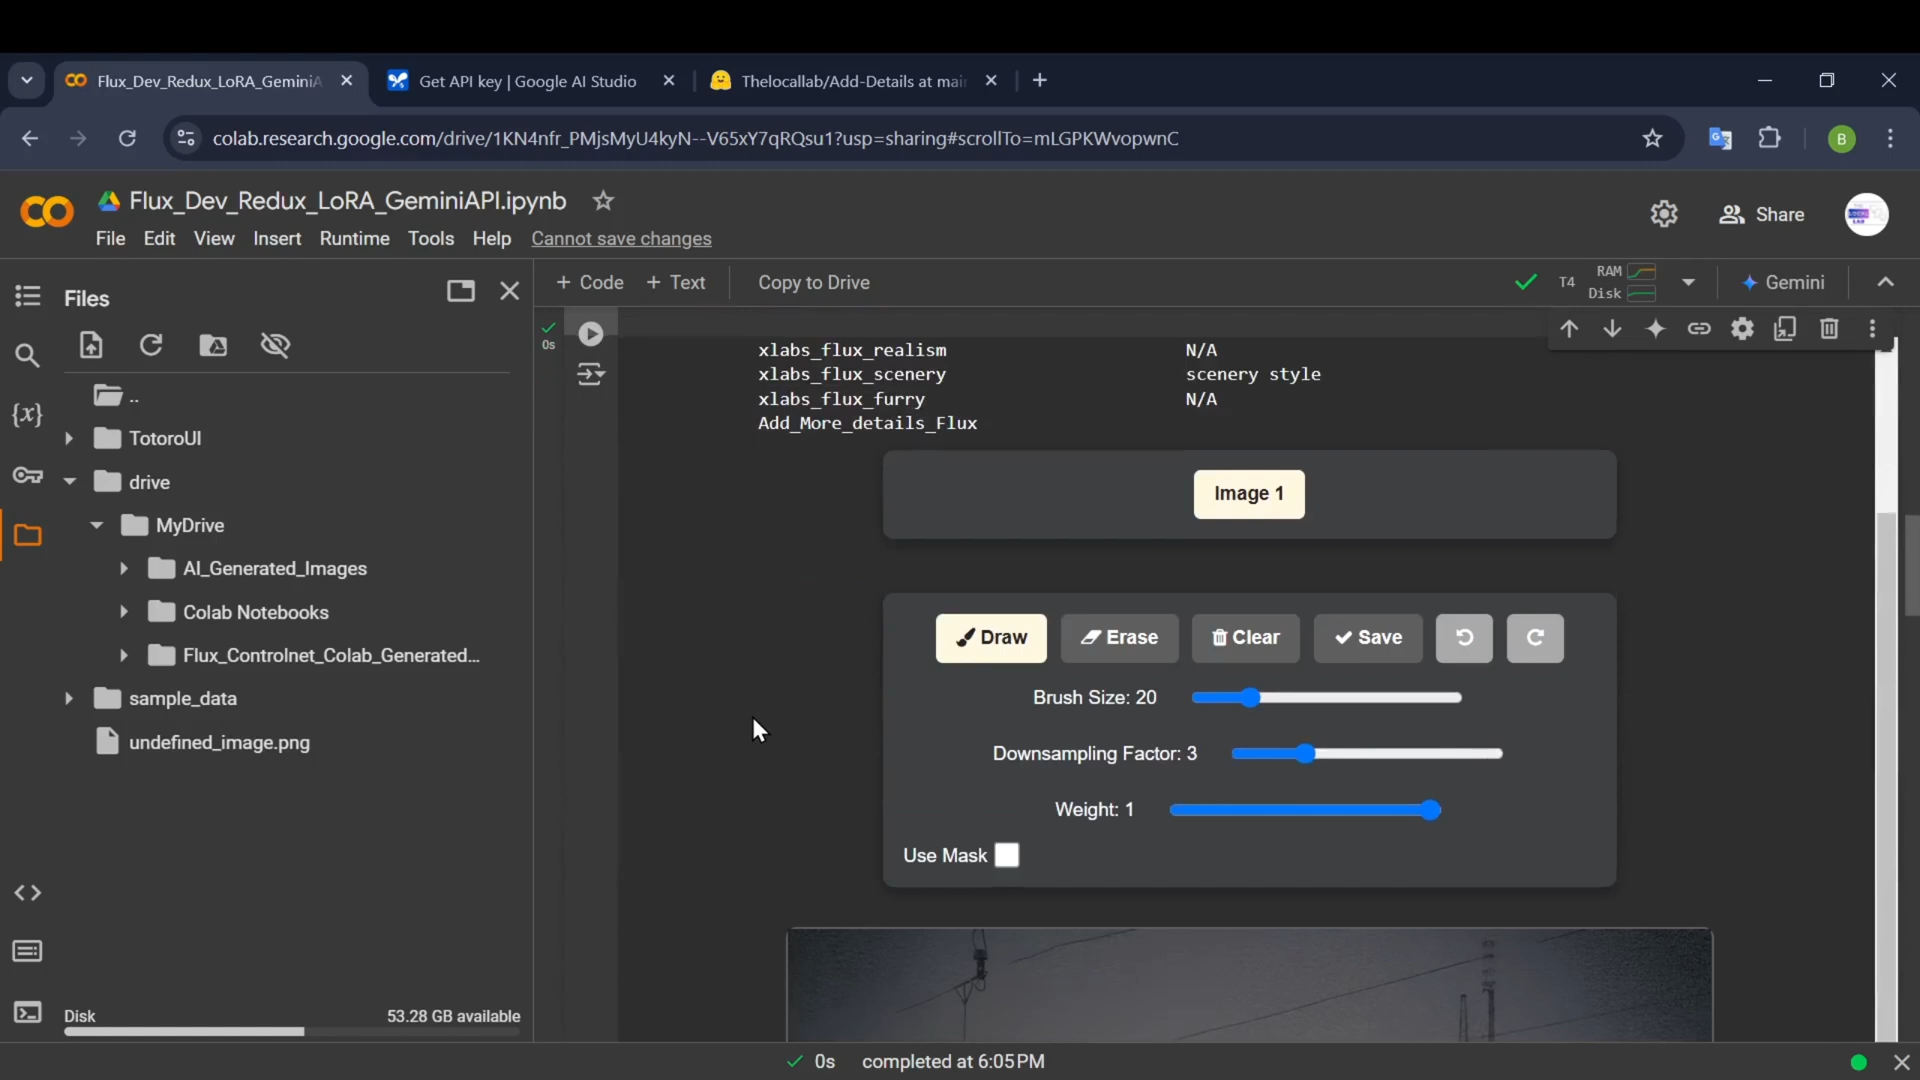 Flux_Dev_Redux_LoRA_GeminiA
Get API key | Google AI Studio
Thelocallab/Add-Details at mai
colab.research.google.com/drive/1KN4nfr_PMjsMyU4kyN--V65xY7qRQsu1?usp=sharing#scrollTo=mLGPKWvopwnC
B
Flux_Dev_Redux_LoRA_GeminiAPI.ipynb
Share
File Edit View Insert Runtime Tools Help Cannot save changes
Files
+ Code + Text Copy to Drive
T4 RAM Disk Gemini
0s
..
TotoroUI
drive
MyDrive
AI_Generated_Images
Colab Notebooks
Flux_Controlnet_Colab_Generated...
sample_data
undefined_image.png
{x}
Disk 53.28 GB available
xlabs_flux_realism N/A
xlabs_flux_scenery scenery style
xlabs_flux_furry N/A
Add_More_details_Flux
Image 1
Draw Erase Clear Save
Brush Size: 20
Downsampling Factor: 3
Weight: 1
Use Mask
0s completed at 6:05 PM